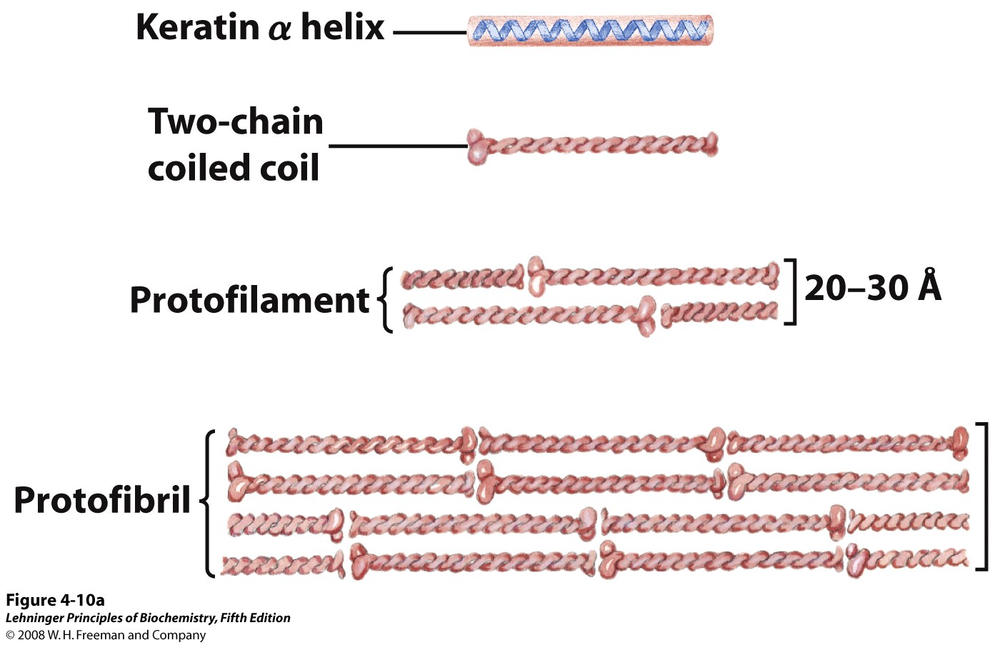 Keratin α helix
Two-chain
coiled coil
Protofilament
20–30 Å
Protofibril
Figure 4-10a
Lehninger Principles of Biochemistry, Fifth Edition
© 2008 W. H. Freeman and Company